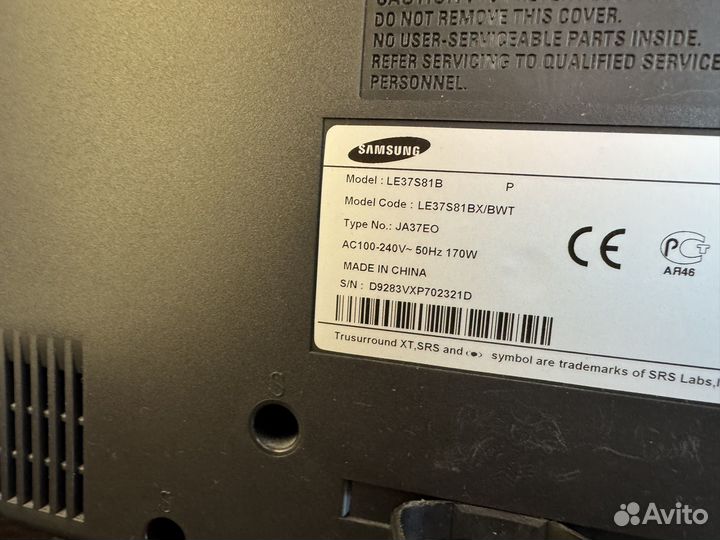 DO NOT REMOVE THIS COVER.
NO USER-SERVICEABLE PARTS INSIDE.
REFER SERVICING TO QUALIFIED SERVICE
PERSONNEL.
SAMSUNG
Model : LE37S81B P
Model Code : LE37S81BX/BWT
Type No.: JA37EO
AC100-240V~ 50Hz 170W
MADE IN CHINA
S/N : D9283VXP702321D
CE
РСТ
АЯ46
Trusurround XT,SRS and (●) symbol are trademarks of SRS Labs,I
S
S
Avito